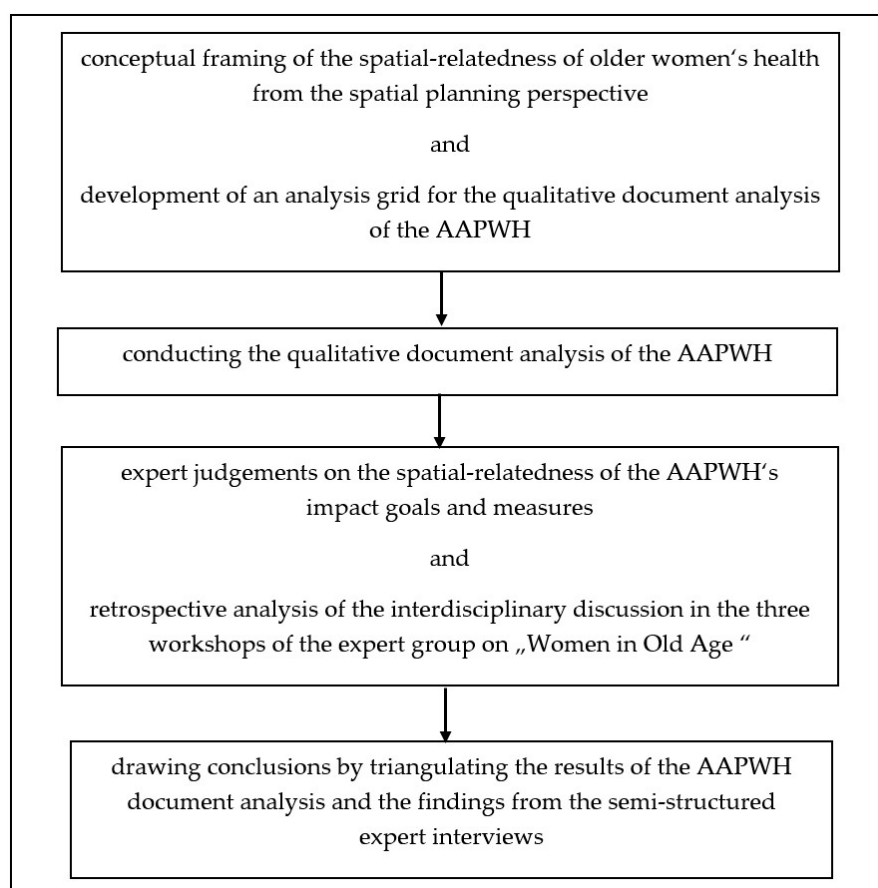 conceptual framing of the spatial-relatedness of older women‘s health
from the spatial planning perspective
and
development of an analysis grid for the qualitative document analysis
of the AAPWH
conducting the qualitative document analysis of the AAPWH
expert judgements on the spatial-relatedness of the AAPWH‘s
impact goals and measures
and
retrospective analysis of the interdisciplinary discussion in the three
workshops of the expert group on „Women in Old Age “
drawing conclusions by triangulating the results of the AAPWH
document analysis and the findings from the semi-structured
expert interviews